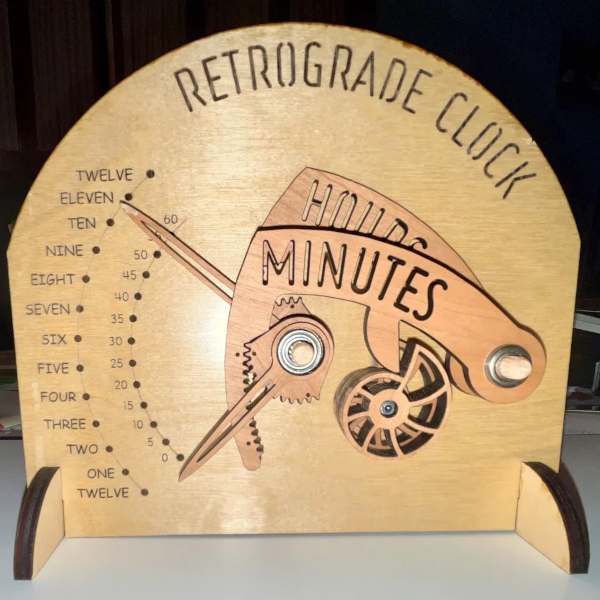 RETROGRADE CLOCK
TWELVE
ELEVEN
TEN
NINE
EIGHT
SEVEN
SIX
FIVE
FOUR
THREE
TWO
ONE
TWELVE
60
50
45
40
35
30
25
20
15
10
5
0
HOURS
MINUTES